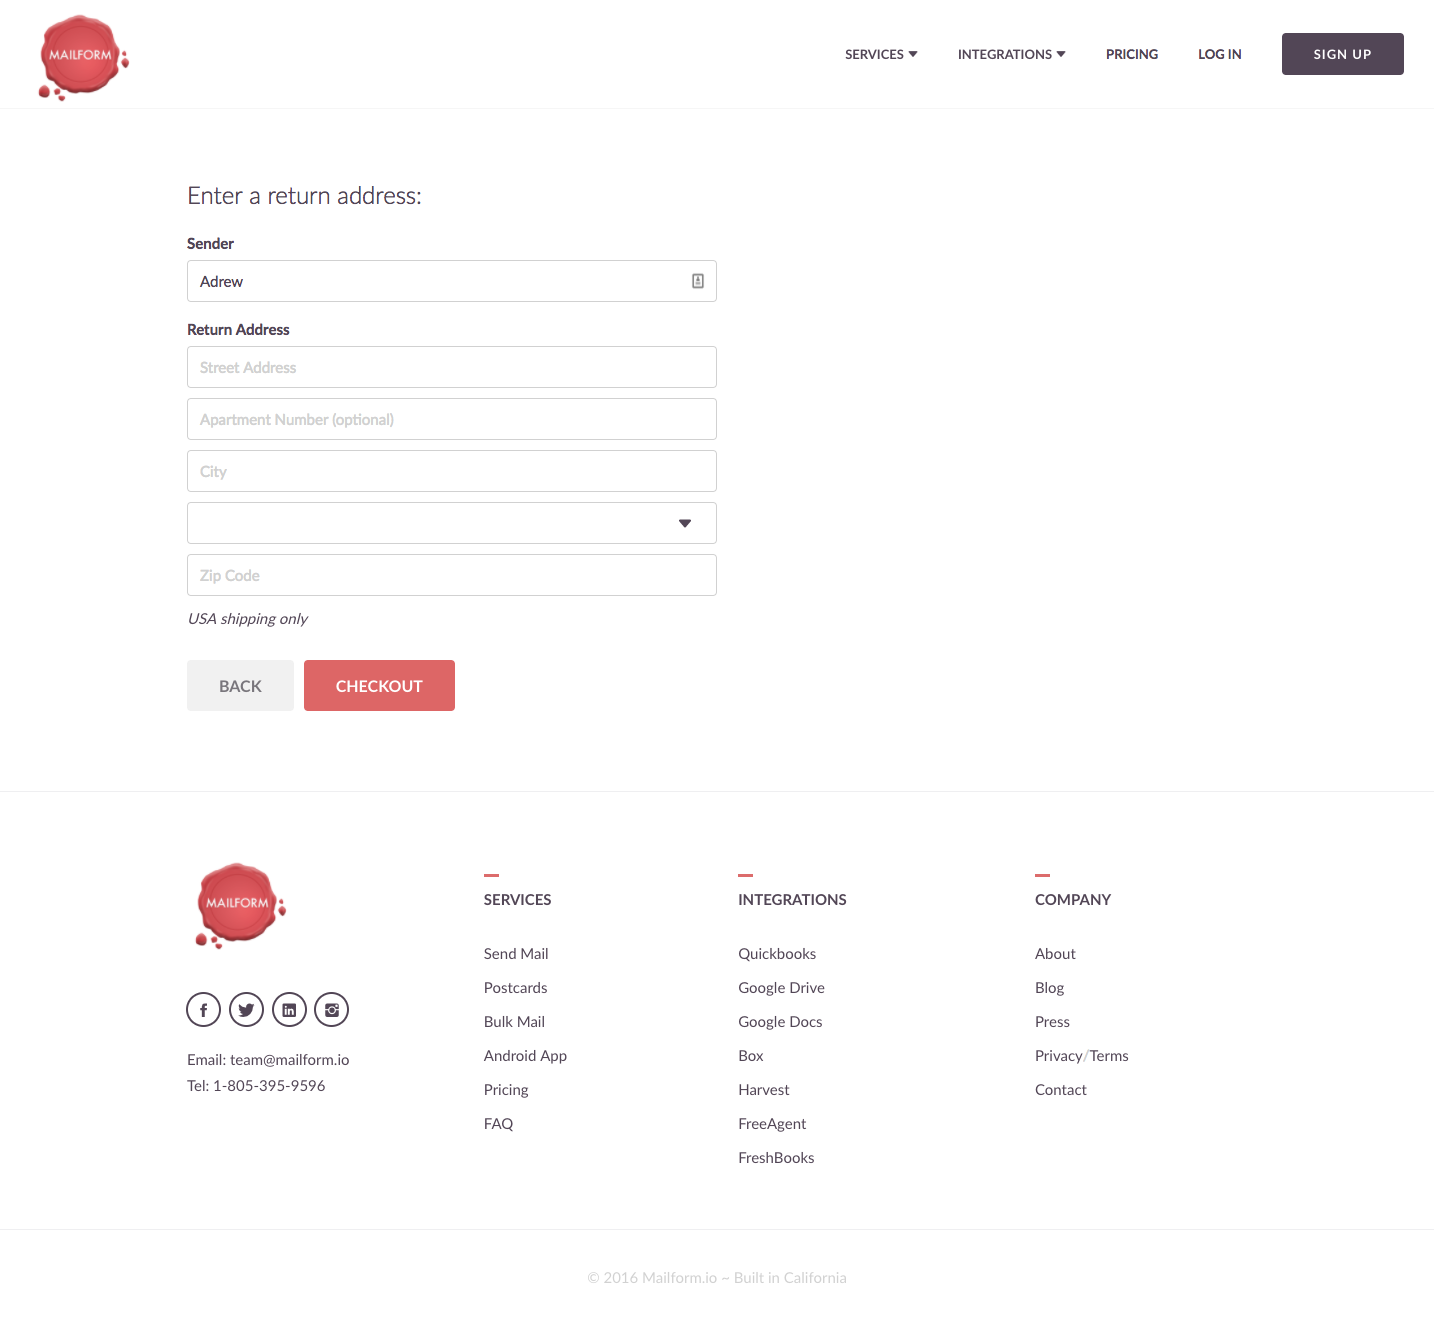 MAILFORM
SERVICES INTEGRATIONS PRICING LOG IN SIGN UP
Enter a return address:
Sender
Adrew
Return Address
Street Address
Apartment Number (optional)
City
Zip Code
USA shipping only
BACK CHECKOUT
MAILFORM
Email: team@mailform.io
Tel: 1-805-395-9596
SERVICES
Send Mail
Postcards
Bulk Mail
Android App
Pricing
FAQ
INTEGRATIONS
Quickbooks
Google Drive
Google Docs
Box
Harvest
FreeAgent
FreshBooks
COMPANY
About
Blog
Press
Privacy/Terms
Contact
© 2016 Mailform.io ~ Built in California